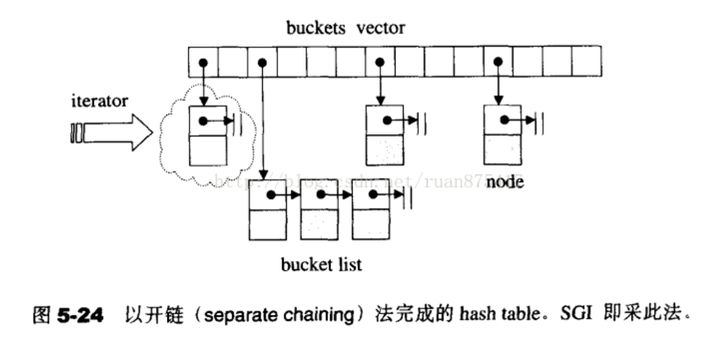 buckets vector
iterator
node
bucket list
图 5-24 以开链（separate chaining）法完成的 hash table。SGI 即采此法。